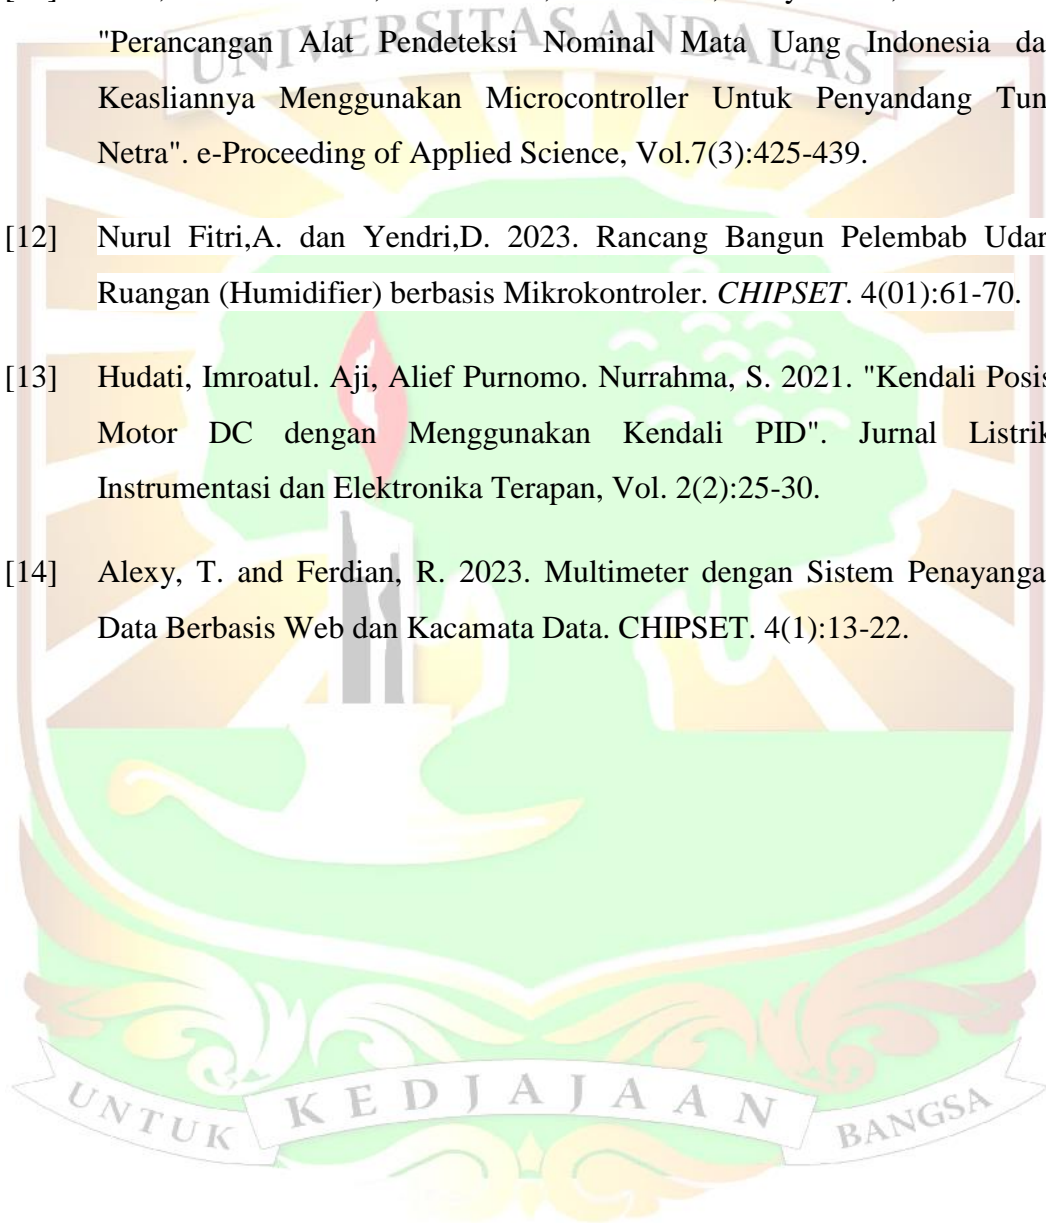 UNIVERSITAS ANDALAS
"Perancangan Alat Pendeteksi Nominal Mata Uang Indonesia da
Keasliannya Menggunakan Microcontroller Untuk Penyandang Tun
Netra". e-Proceeding of Applied Science, Vol.7(3):425-439.
[12] Nurul Fitri,A. dan Yendri,D. 2023. Rancang Bangun Pelembab Udar
Ruangan (Humidifier) berbasis Mikrokontroler. CHIPSET. 4(01):61-70.
[13] Hudati, Imroatul. Aji, Alief Purnomo. Nurrahma, S. 2021. "Kendali Posis
Motor DC dengan Menggunakan Kendali PID". Jurnal Listrik
Instrumentasi dan Elektronika Terapan, Vol. 2(2):25-30.
[14] Alexy, T. and Ferdian, R. 2023. Multimeter dengan Sistem Penayanga
Data Berbasis Web dan Kacamata Data. CHIPSET. 4(1):13-22.
UNTUK KEDJAJAAN BANGSA